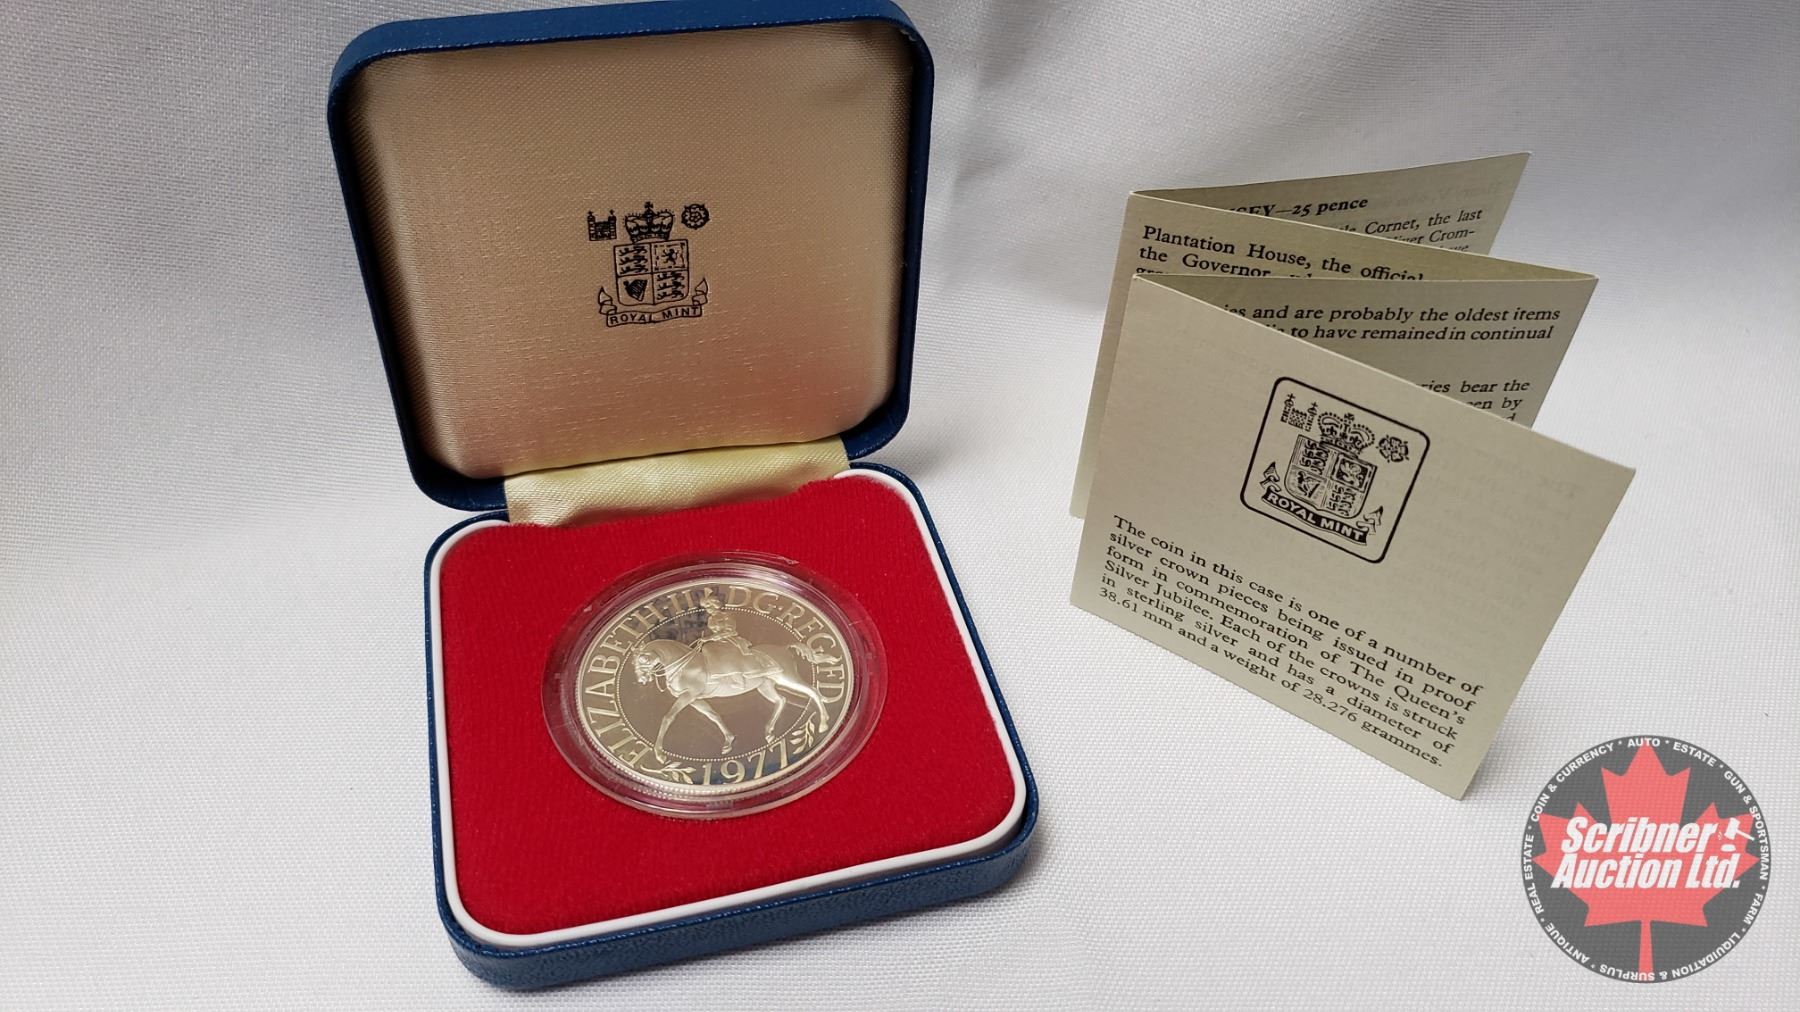 ROYAL MINT
ELIZABETH·II D·G·REG·F·D
1977
25 pence
Cornet, the last
Plantation House, the official
the Governor
and are probably the oldest items
to have remained in continual
bear the
by
ROYAL MINT
The coin in this case is one of a number of
silver crown pieces being issued in proof
form in commemoration of The Queen's
Silver Jubilee. Each of the crowns is struck
in sterling silver and has a diameter of
38.61 mm and a weight of 28.276 grammes.
Scribner
Auction Ltd.
COIN & CURRENCY * AUTO * ESTATE * GUN & SPORTSMAN * FARM * LIQUIDATION & SURPLUS * ANTIQUE * REAL ESTATE *